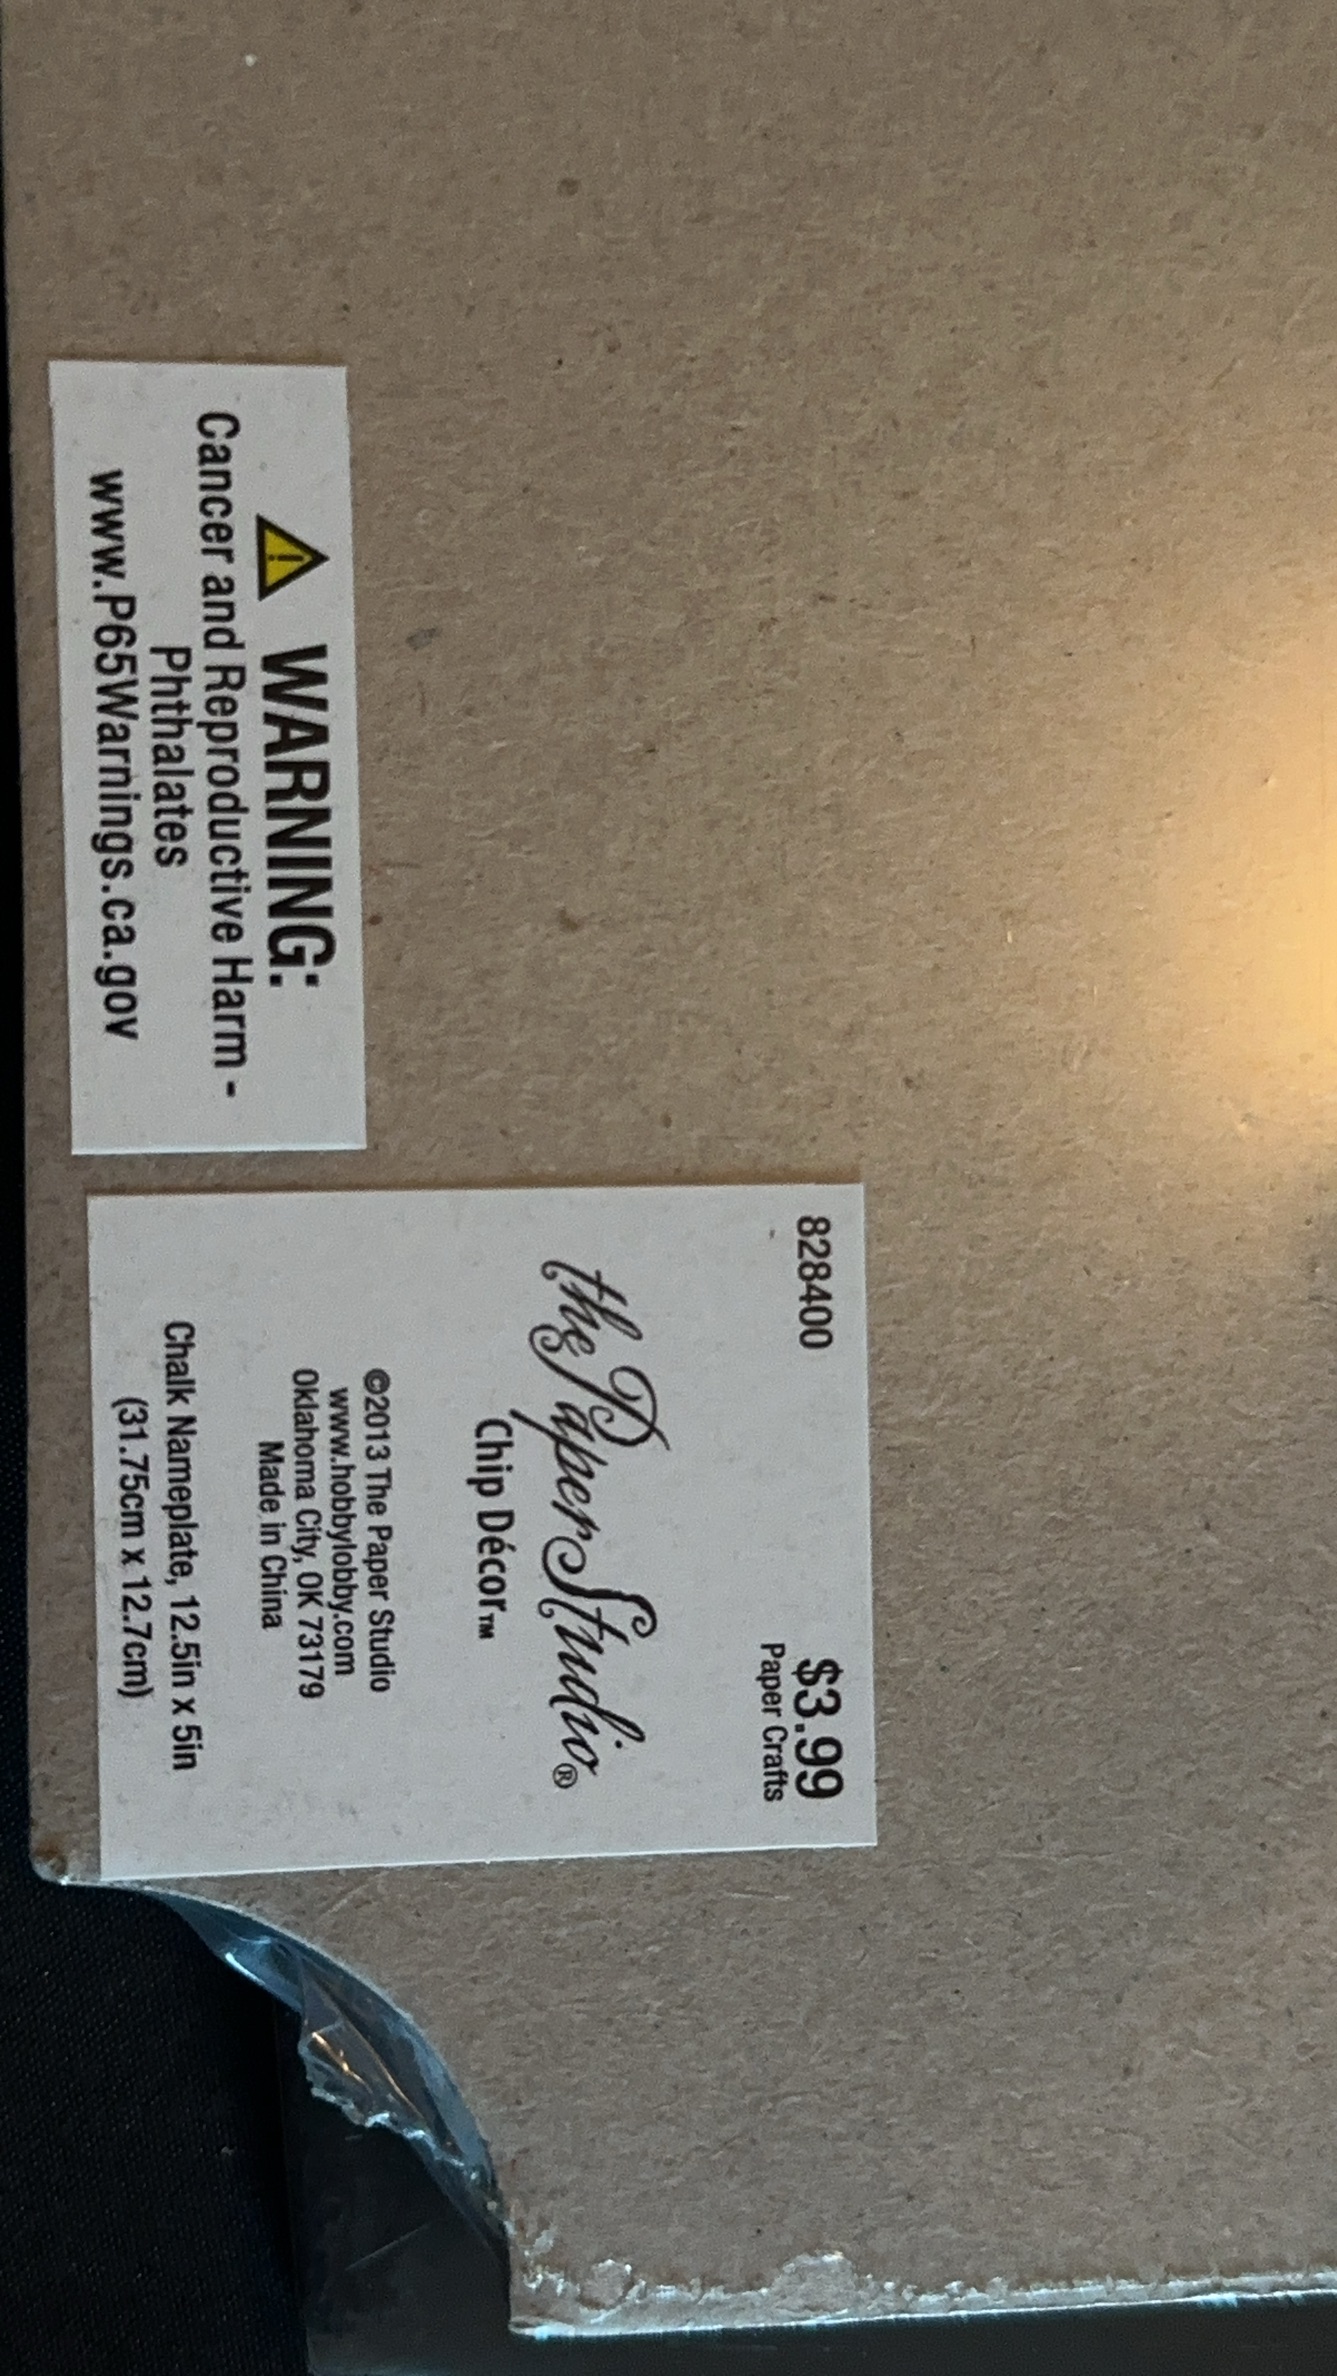 ⚠ WARNING:
Cancer and Reproductive Harm -
Phthalates
www.P65Warnings.ca.gov
828400
$3.99
Paper Crafts
the Paper Studio®
Chip Décor™
©2013 The Paper Studio
www.hobbylobby.com
Oklahoma City, OK 73179
Made in China
Chalk Nameplate, 12.5in x 5in
(31.75cm x 12.7cm)